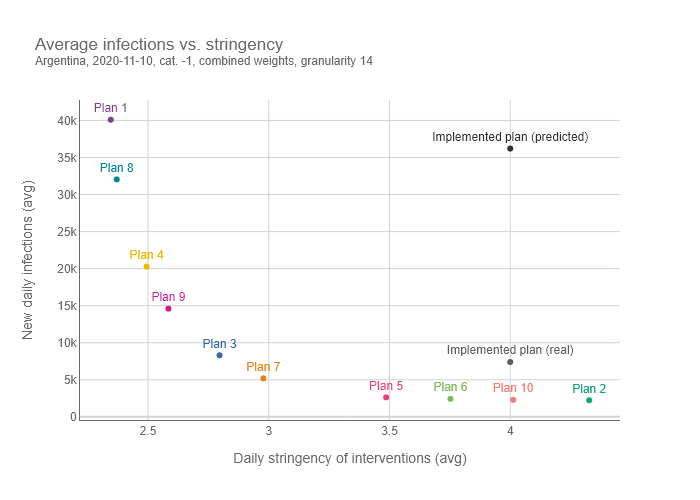 Average infections vs. stringency
Argentina, 2020-11-10, cat. -1, combined weights, granularity 14
Plan 1
40k
Implemented plan (predicted)
35k
Plan 8
30k
25k
Plan 4
20k
Plan 9
15k
Plan 3
Implemented plan (real)
10k
Plan 7
5k
Plan 5
Plan 6
Plan 10
Plan 2
0
2.5
3
3.5
4
New daily infections (avg)
Daily stringency of interventions (avg)